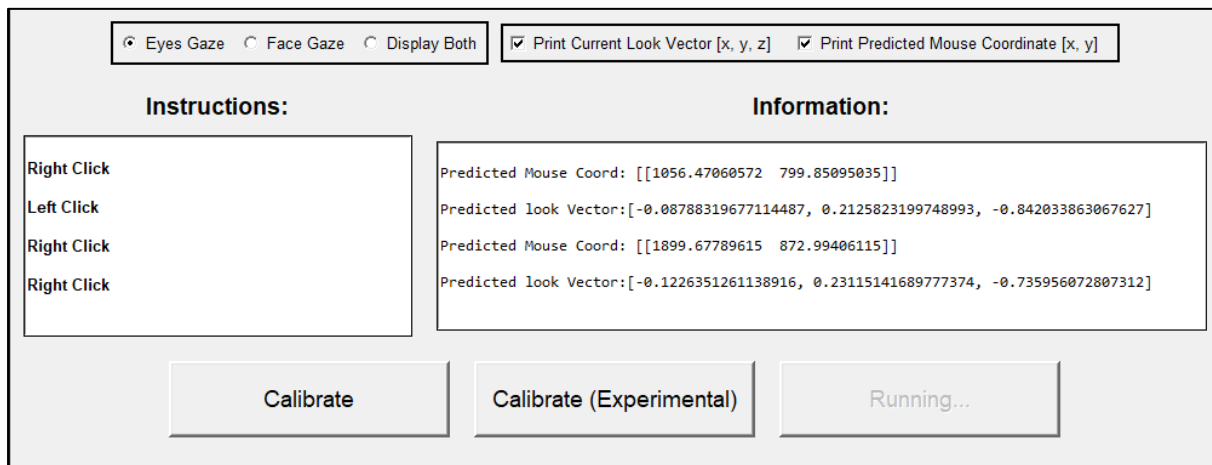 Eyes Gaze Face Gaze Display Both Print Current Look Vector [x, y, z] Print Predicted Mouse Coordinate [x, y]
Instructions:
Right Click
Left Click
Right Click
Right Click
Information:
Predicted Mouse Coord: [[1056.47060572 799.85095035]]
Predicted look Vector:[-0.08788319677114487, 0.2125823199748993, -0.842033863067627]
Predicted Mouse Coord: [[1899.67789615 872.99406115]]
Predicted look Vector:[-0.1226351261138916, 0.23115141689777374, -0.735956072807312]
Calibrate Calibrate (Experimental) Running...